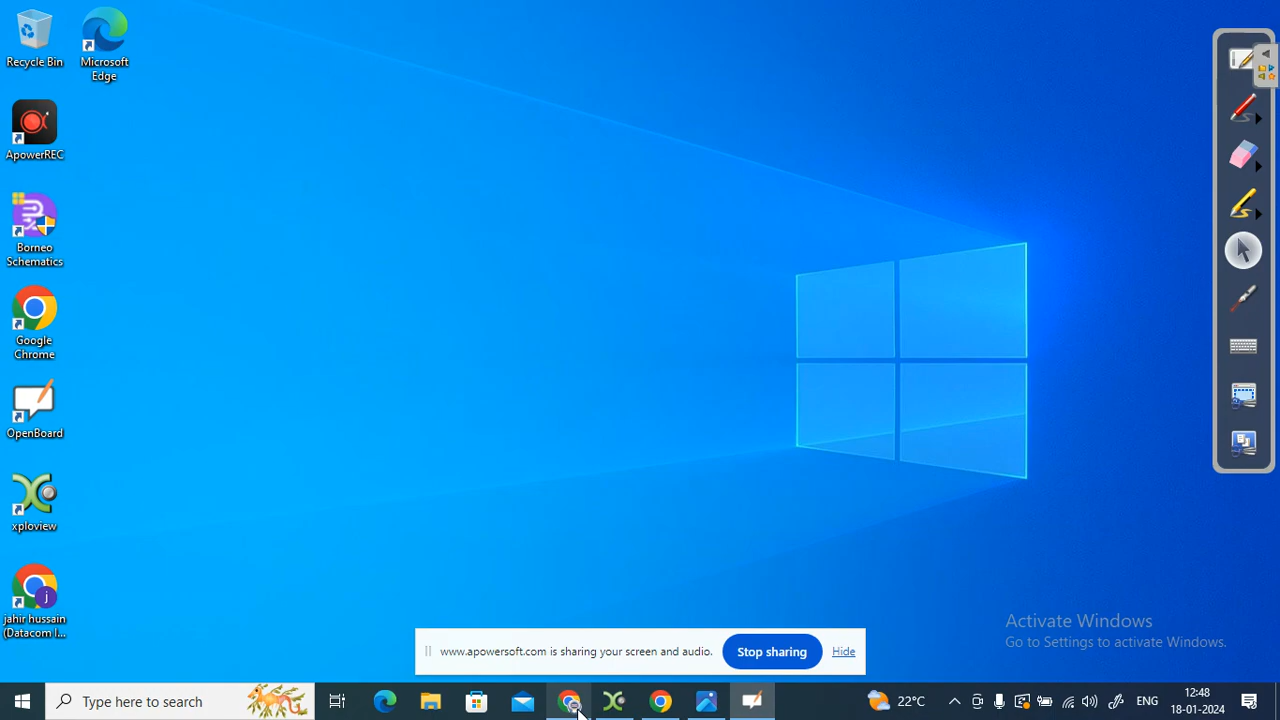 Recycle Bin
Microsoft
Edge
ApowerREC
Borneo
Schematics
Google
Chrome
OpenBoard
xploview
jahir hussain
(Datacom I...
www.apowersoft.com is sharing your screen and audio.
Stop sharing
Hide
Activate Windows
Go to Settings to activate Windows.
Type here to search
22°C
ENG
12:48
18-01-2024